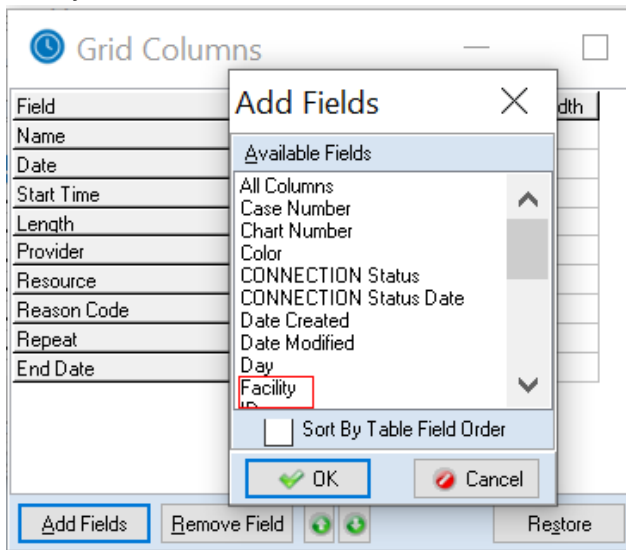 Grid Columns
Field
dth
Name
Date
Start Time
Length
Provider
Resource
Reason Code
Repeat
End Date
Add Fields
Available Fields
All Columns
Case Number
Chart Number
Color
CONNECTION Status
CONNECTION Status Date
Date Created
Date Modified
Day
Facility
ID
Sort By Table Field Order
OK
Cancel
Add Fields
Remove Field
Restore